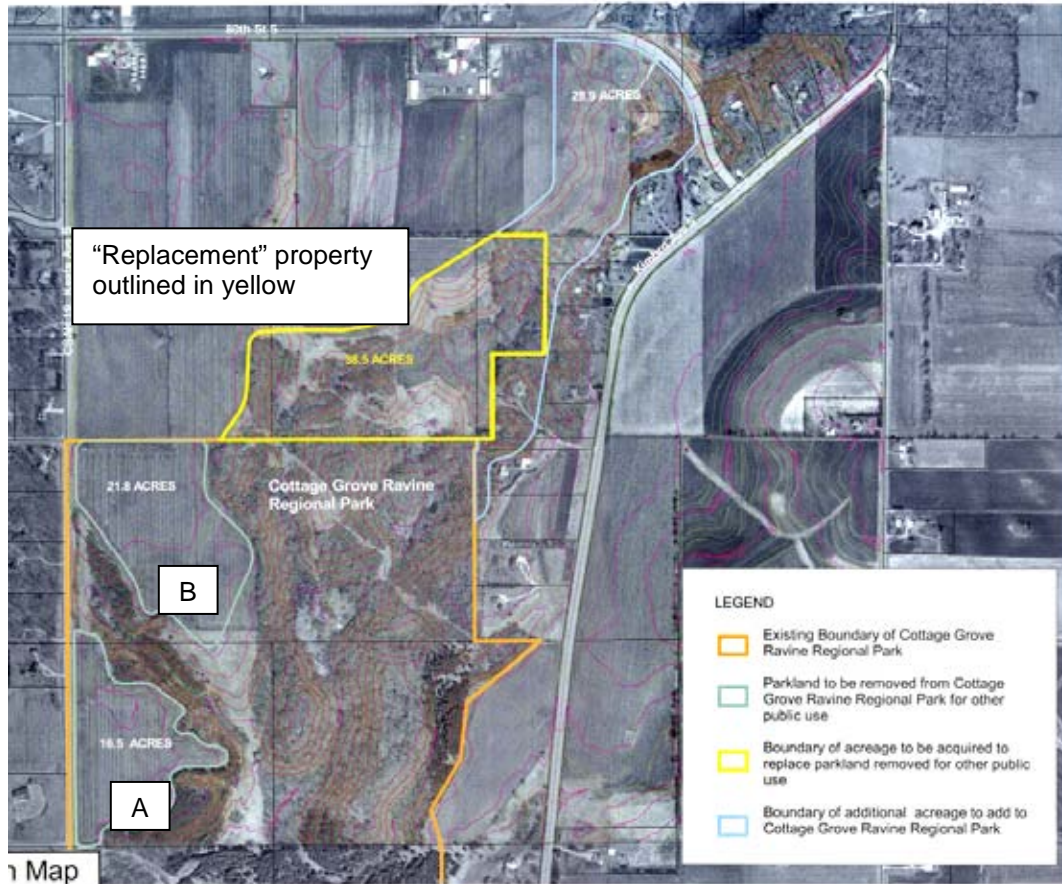 80th St S
28.9 ACRES
“Replacement” property
outlined in yellow
38.5 ACRES
21.8 ACRES
Cottage Grove Ravine
Regional Park
B
16.5 ACRES
A
LEGEND
Existing Boundary of Cottage Grove
Ravine Regional Park
Parkland to be removed from Cottage
Grove Ravine Regional Park for other
public use
Boundary of acreage to be acquired to
replace parkland removed for other public
use
Boundary of additional acreage to add to
Cottage Grove Ravine Regional Park
n Map